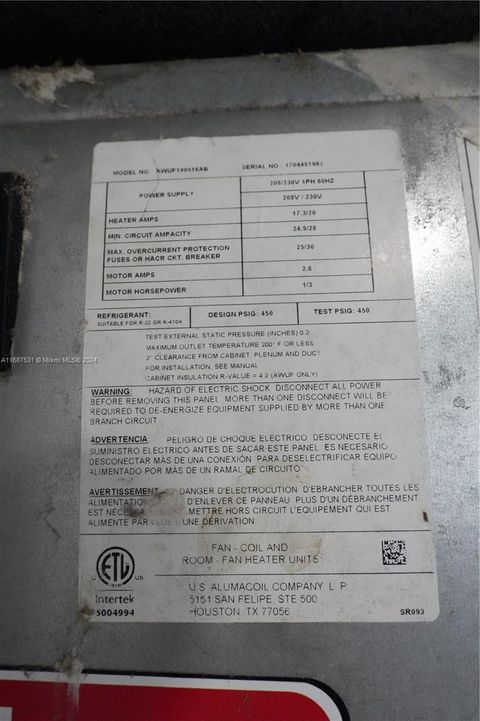 MODEL NO. AWUF190516AB SERIAL NO. 1704481962
POWER SUPPLY 208/230V 1PH 60HZ
208V / 230V
HEATER AMPS 17.3/20
MIN. CIRCUIT AMPACITY 24.9/28
MAX. OVERCURRENT PROTECTION
FUSES OR HACR CKT. BREAKER 25/30
MOTOR AMPS 2.6
MOTOR HORSEPOWER 1/3
REFRIGERANT: DESIGN PSIG: 450 TEST PSIG: 450
SUITABLE FOR R-22 OR R-410A
TEST EXTERNAL STATIC PRESSURE (INCHES) 0.2
MAXIMUM OUTLET TEMPERATURE 200° F OR LESS
0" CLEARANCE FROM CABINET, PLENUM AND DUCT
FOR INSTALLATION, SEE MANUAL
CABINET INSULATION R-VALUE = 4.2 (AWUF ONLY)
WARNING: HAZARD OF ELECTRIC SHOCK DISCONNECT ALL POWER
BEFORE REMOVING THIS PANEL MORE THAN ONE DISCONNECT WILL BE
REQUIRED TO DE-ENERGIZE EQUIPMENT SUPPLIED BY MORE THAN ONE
BRANCH CIRCUIT
ADVERTENCIA: PELIGRO DE CHOQUE ELECTRICO DESCONECTE EL
SUMINISTRO ELECTRICO ANTES DE SACAR ESTE PANEL ES NECESARIO
DESCONECTAR MÁS DE UNA CONEXIÓN PARA DESELECTRIFICAR EQUIPO
ALIMENTADO POR MÁS DE UN RAMAL DE CIRCUITO
AVERTISSEMENT: DANGER D'ELECTROCUTION D'EBRANCHER TOUTES LES
ALIMENTATION D'ENLEVER CE PANNEAU PLUS D'UN DÉBRANCHEMENT
EST NÉCESSA METTRE HORS CIRCUIT L'EQUIPEMENT QUI EST
ALIMENTE PAR PLUS D'UNE DÉRIVATION
FAN - COIL AND
ROOM - FAN HEATER UNITS
ETL
US
Intertek
5004994
U.S. ALUMACOIL COMPANY L P
5151 SAN FELIPE, STE 500
HOUSTON TX 77056
SR093
A11687531 © Miami MLS® 2024